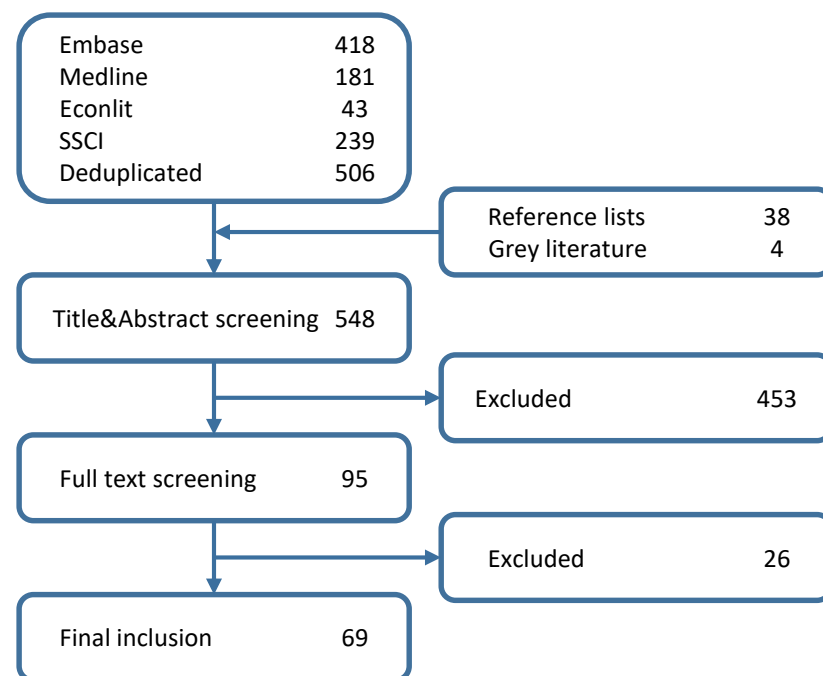 Embase 418
Medline 181
Econlit 43
SSCI 239
Deduplicated 506
Reference lists 38
Grey literature 4
Title&Abstract screening 548
Excluded 453
Full text screening 95
Excluded 26
Final inclusion 69